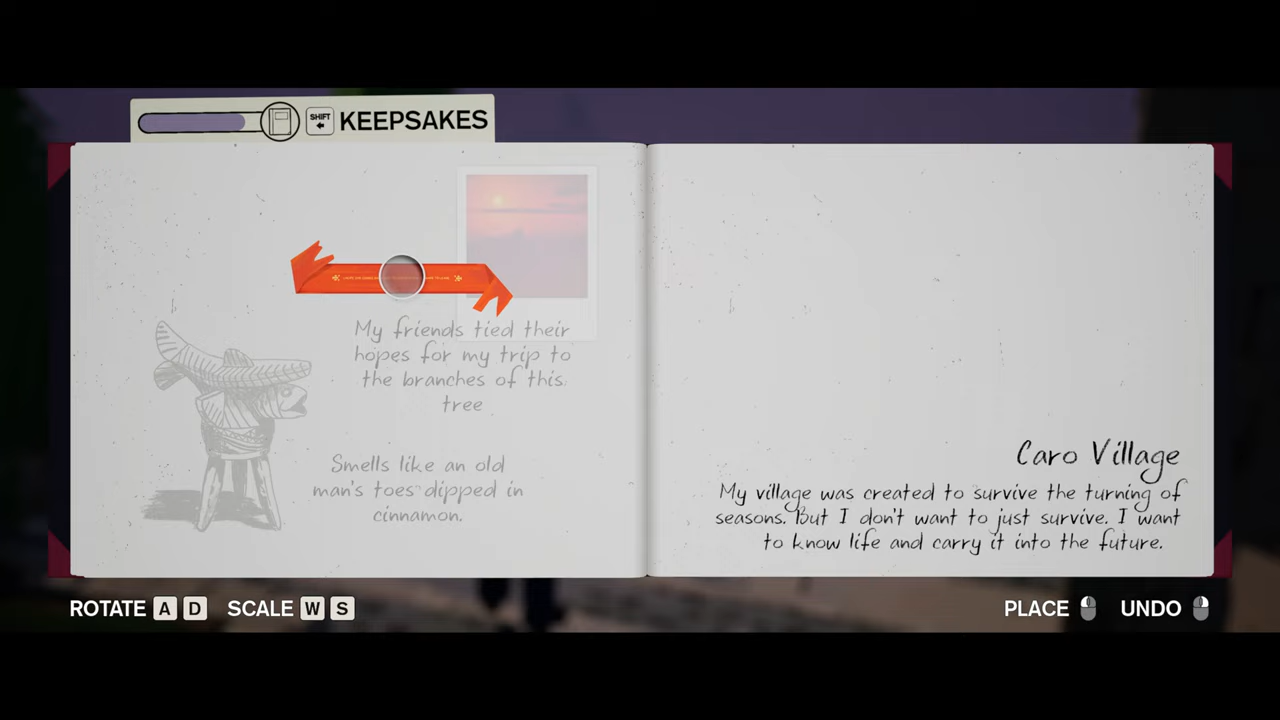 SHIFT KEEPSAKES
My friends tied their
hopes for my trip to
the branches of this
tree
Smells like an old
man's toes dipped in
cinnamon.
Caro Village
My village was created to survive the turning of
seasons. But I don't want to just survive. I want
to know life and carry it into the future.
ROTATE A D SCALE W S PLACE UNDO